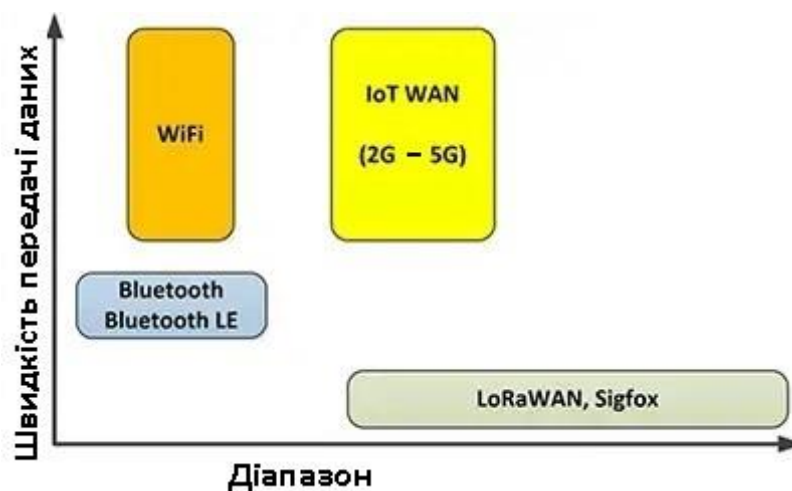 Швидкість передачі даних
WiFi
IoT WAN
(2G – 5G)
Bluetooth
Bluetooth LE
LoRaWAN, Sigfox
Діапазон